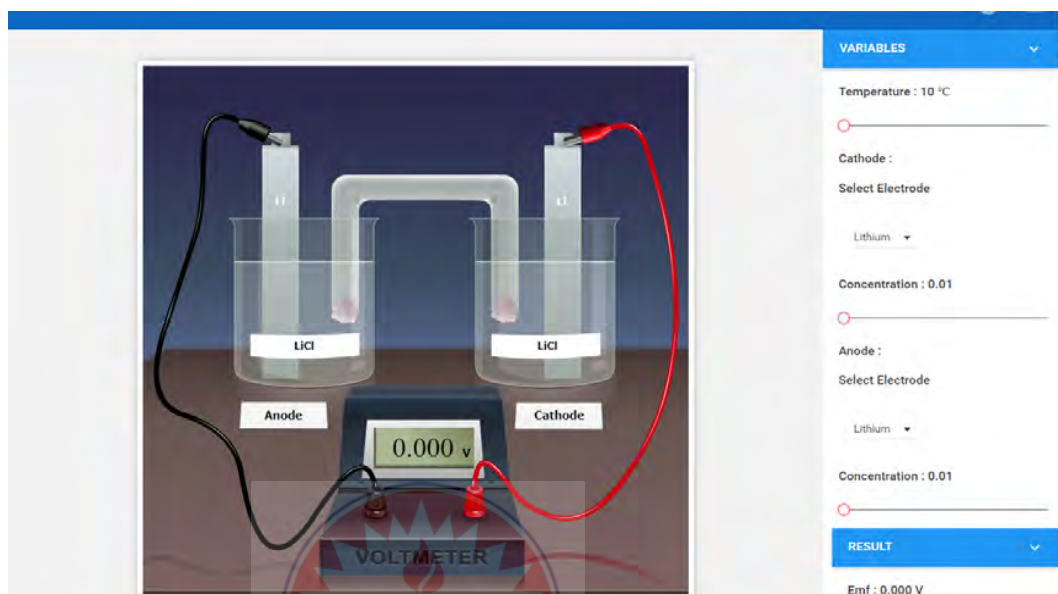 VARIABLES
Temperature : 10 ℃
Cathode :
Select Electrode
Lithium
Concentration : 0.01
Anode :
Select Electrode
Lithium
Concentration : 0.01
RESULT
Emf : 0.000 V
Li
Li
LiCl
LiCl
Anode
Cathode
0.000 V
VOLTMETER